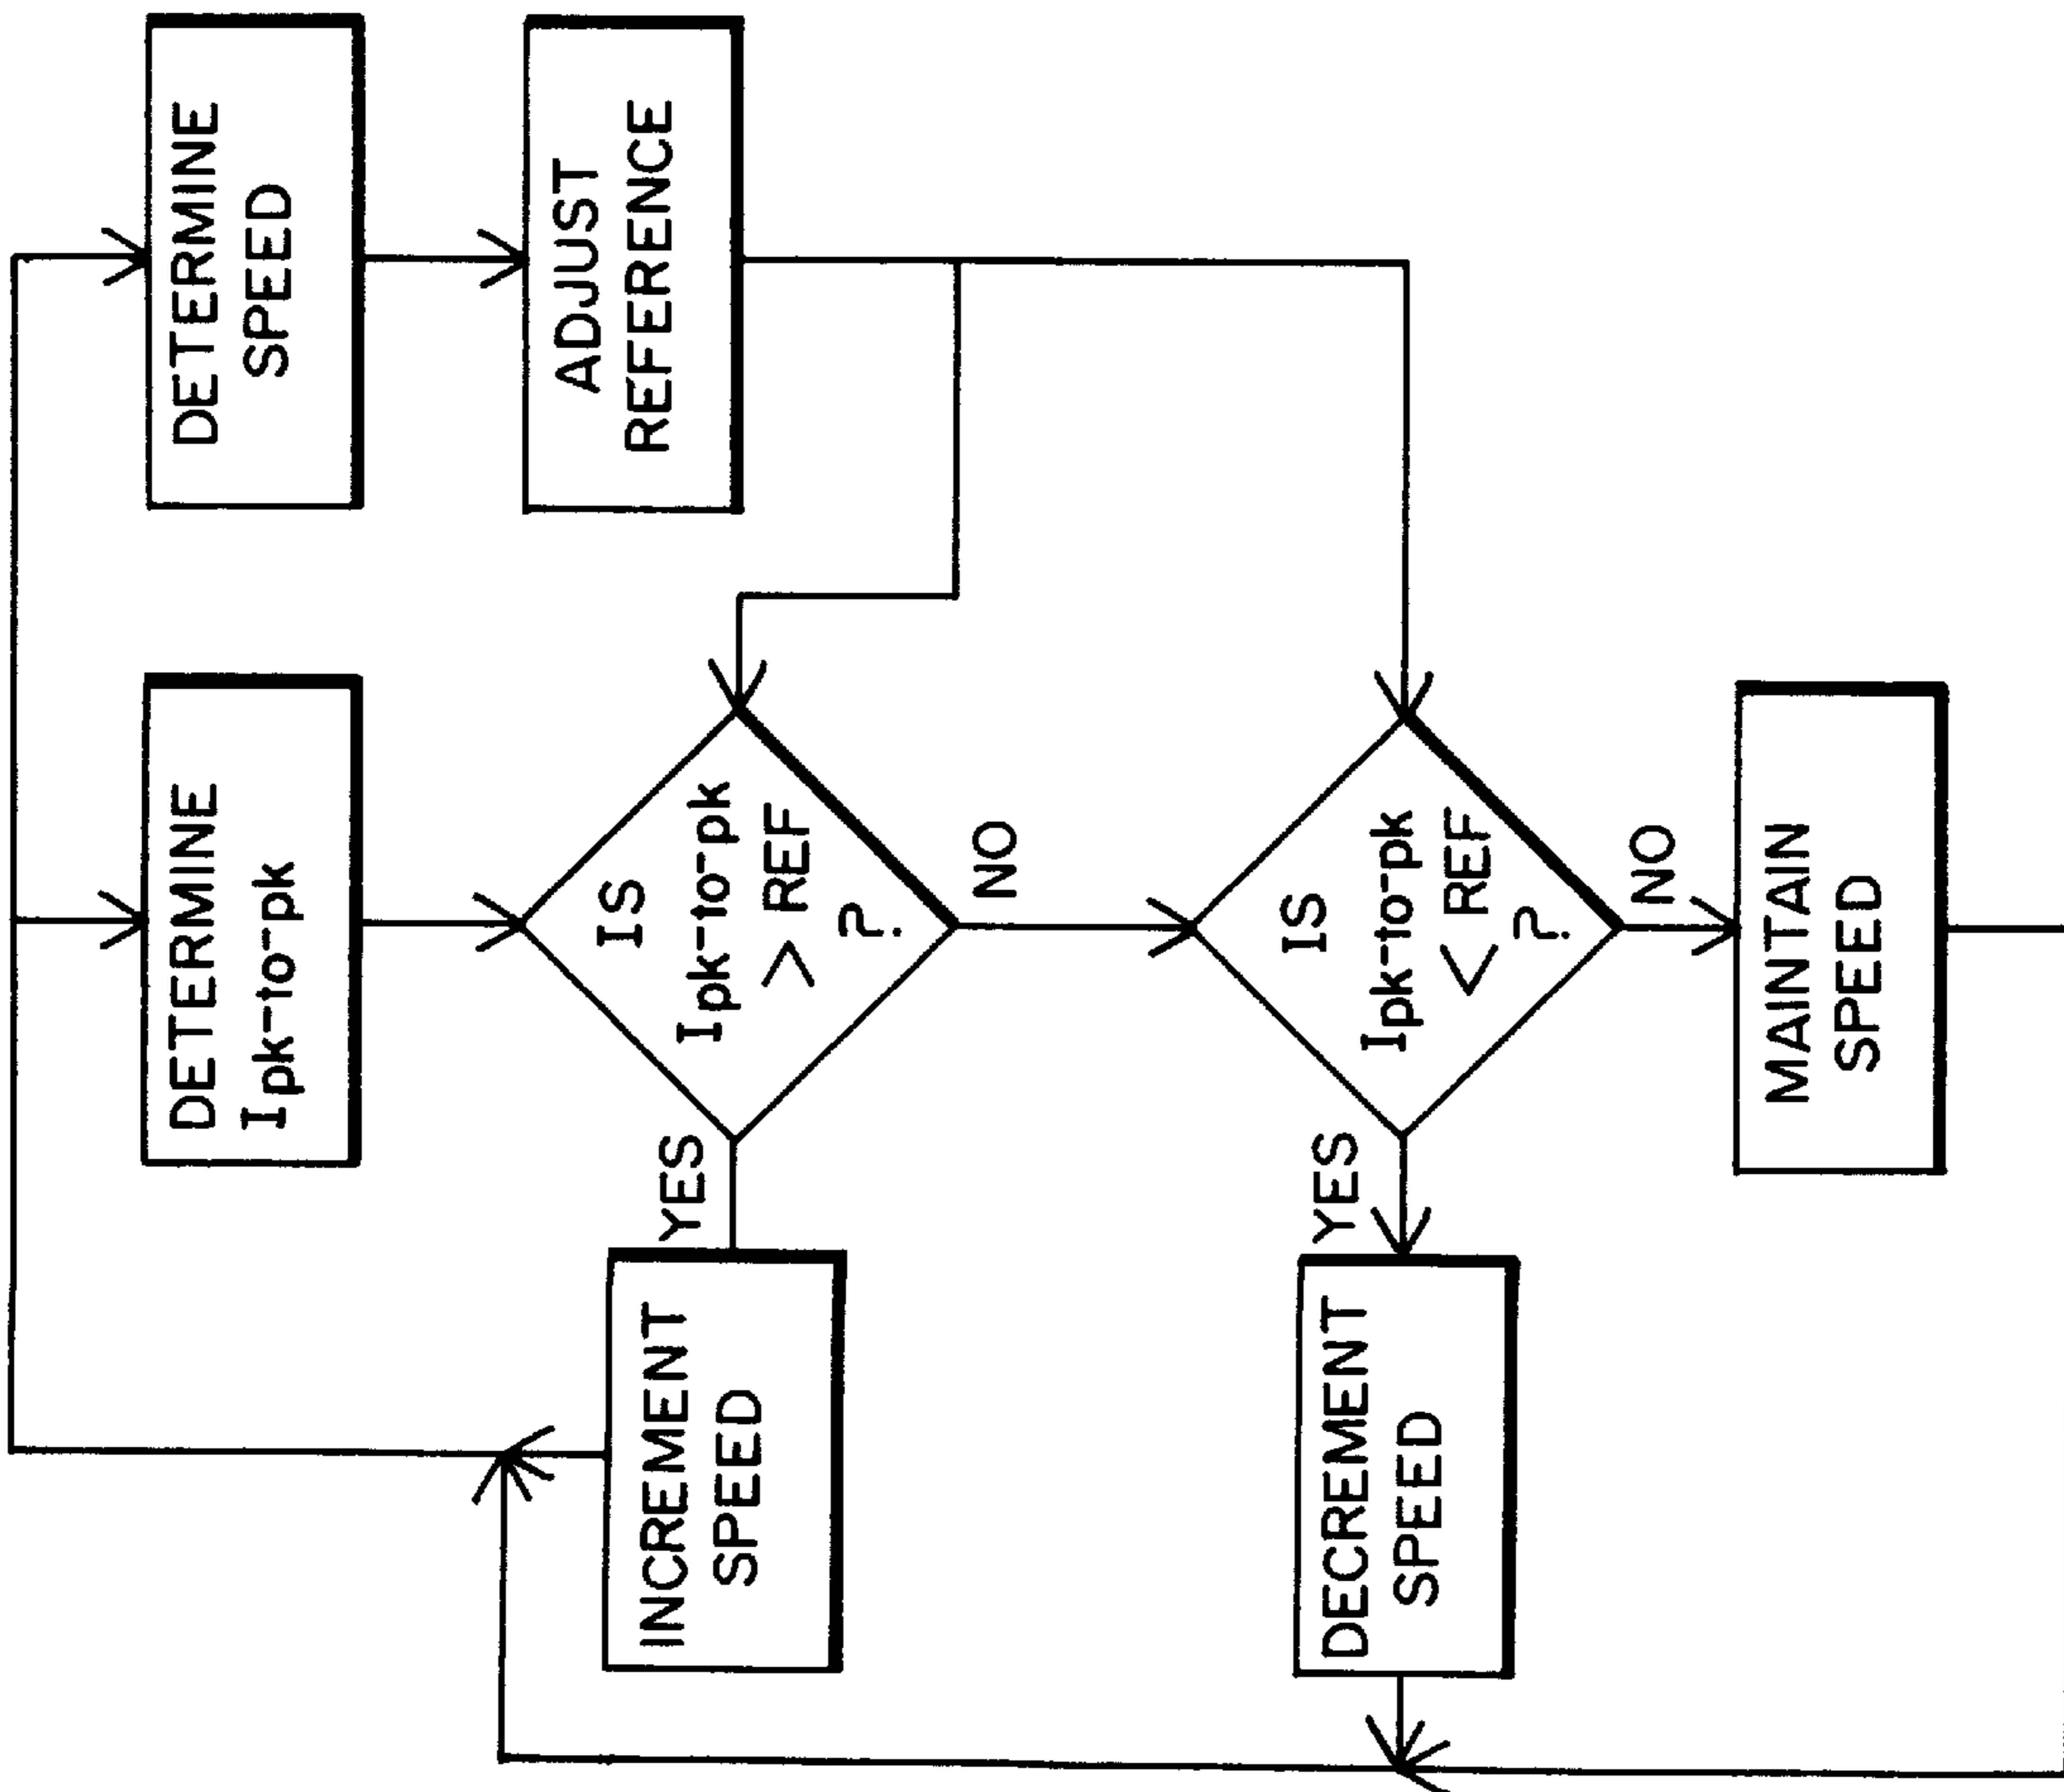 DETERMINE
Ipk-to-pk
DETERMINE
SPEED
ADJUST
REFERENCE
INCREMENT
SPEED
YES
IS
Ipk-to-pk
> REF
?
NO
DECREMENT
SPEED
YES
IS
Ipk-to-pk
< REF
?
NO
MAINTAIN
SPEED